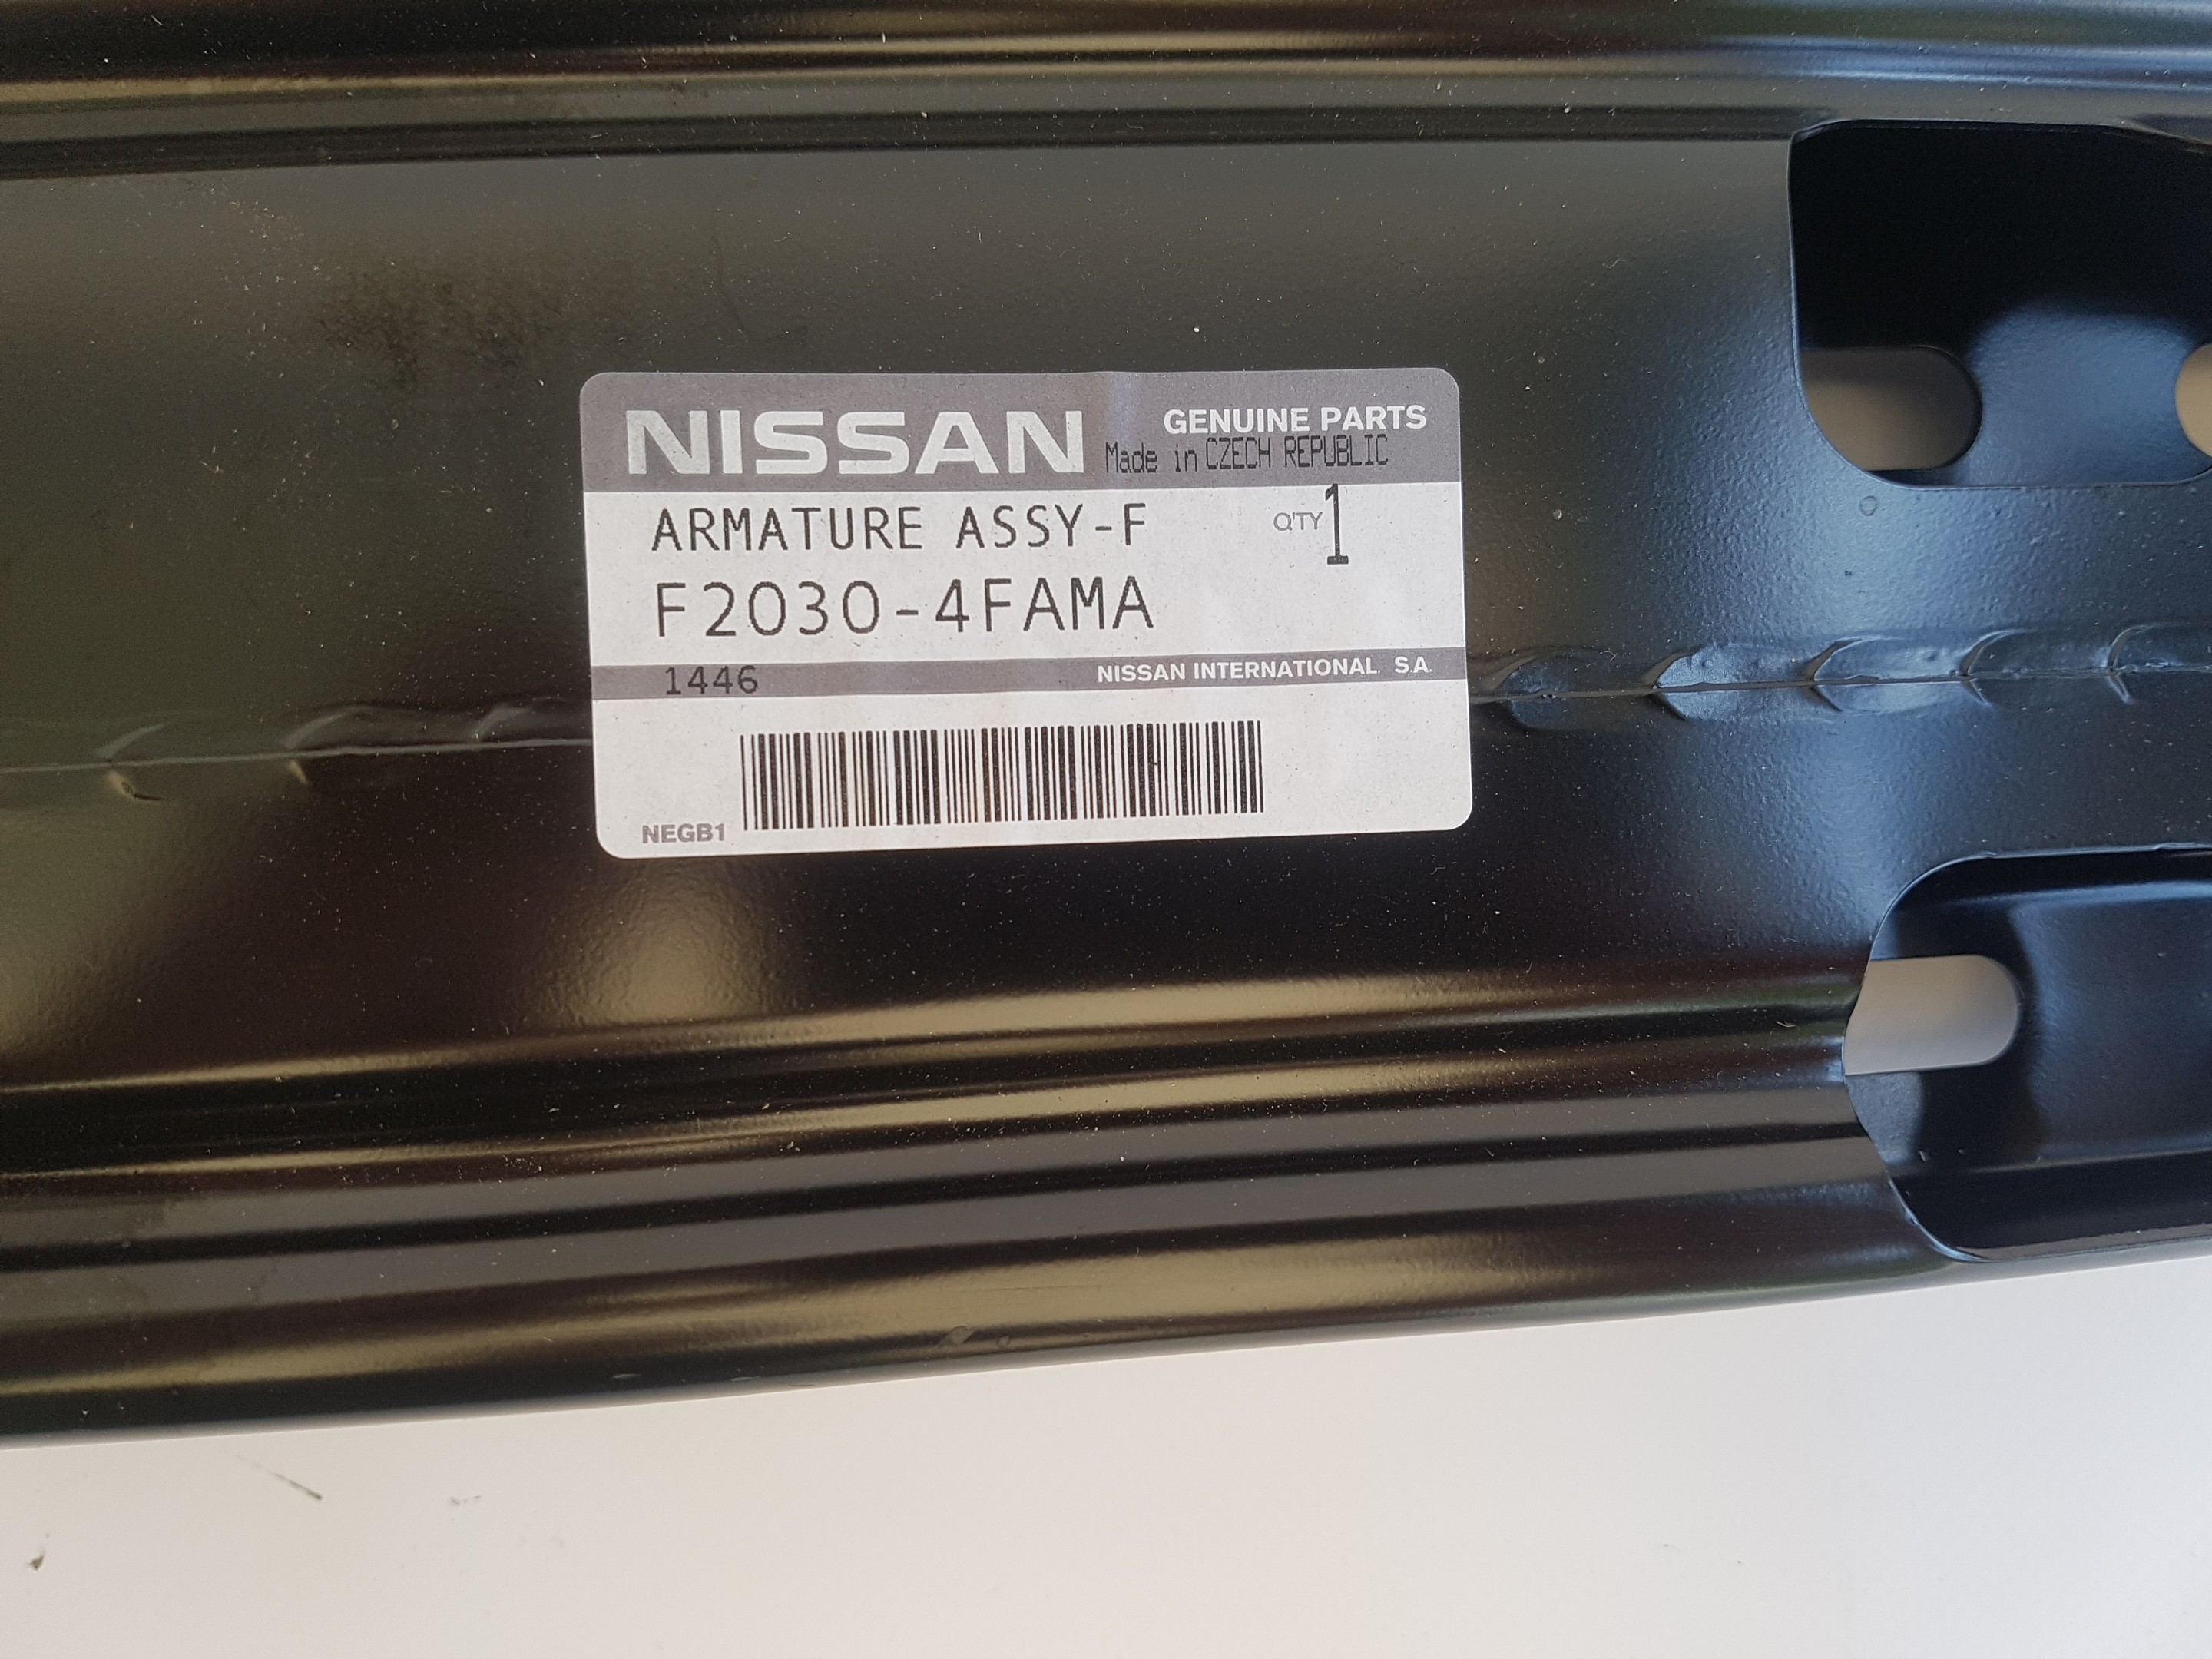 NISSAN GENUINE PARTS
Made in CZECH REPUBLIC
ARMATURE ASSY-F Q'TY 1
F2030-4FAMA
1446 NISSAN INTERNATIONAL S.A.
NEGB1